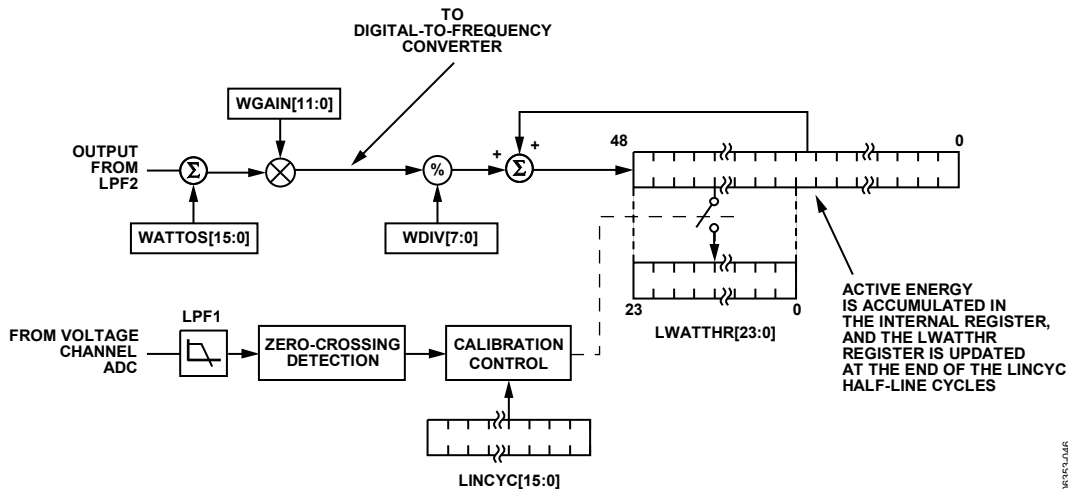 TO
DIGITAL-TO-FREQUENCY
CONVERTER
WGAIN[11:0]
OUTPUT
FROM
LPF2
Σ
%
+
+
Σ
48
0
WATTOS[15:0]
WDIV[7:0]
23
0
LWATTHR[23:0]
ACTIVE ENERGY
IS ACCUMULATED IN
THE INTERNAL REGISTER,
AND THE LWATTHR
REGISTER IS UPDATED
AT THE END OF THE LINCYC
HALF-LINE CYCLES
FROM VOLTAGE
CHANNEL
ADC
LPF1
ZERO-CROSSING
DETECTION
CALIBRATION
CONTROL
LINCYC[15:0]
06353-046